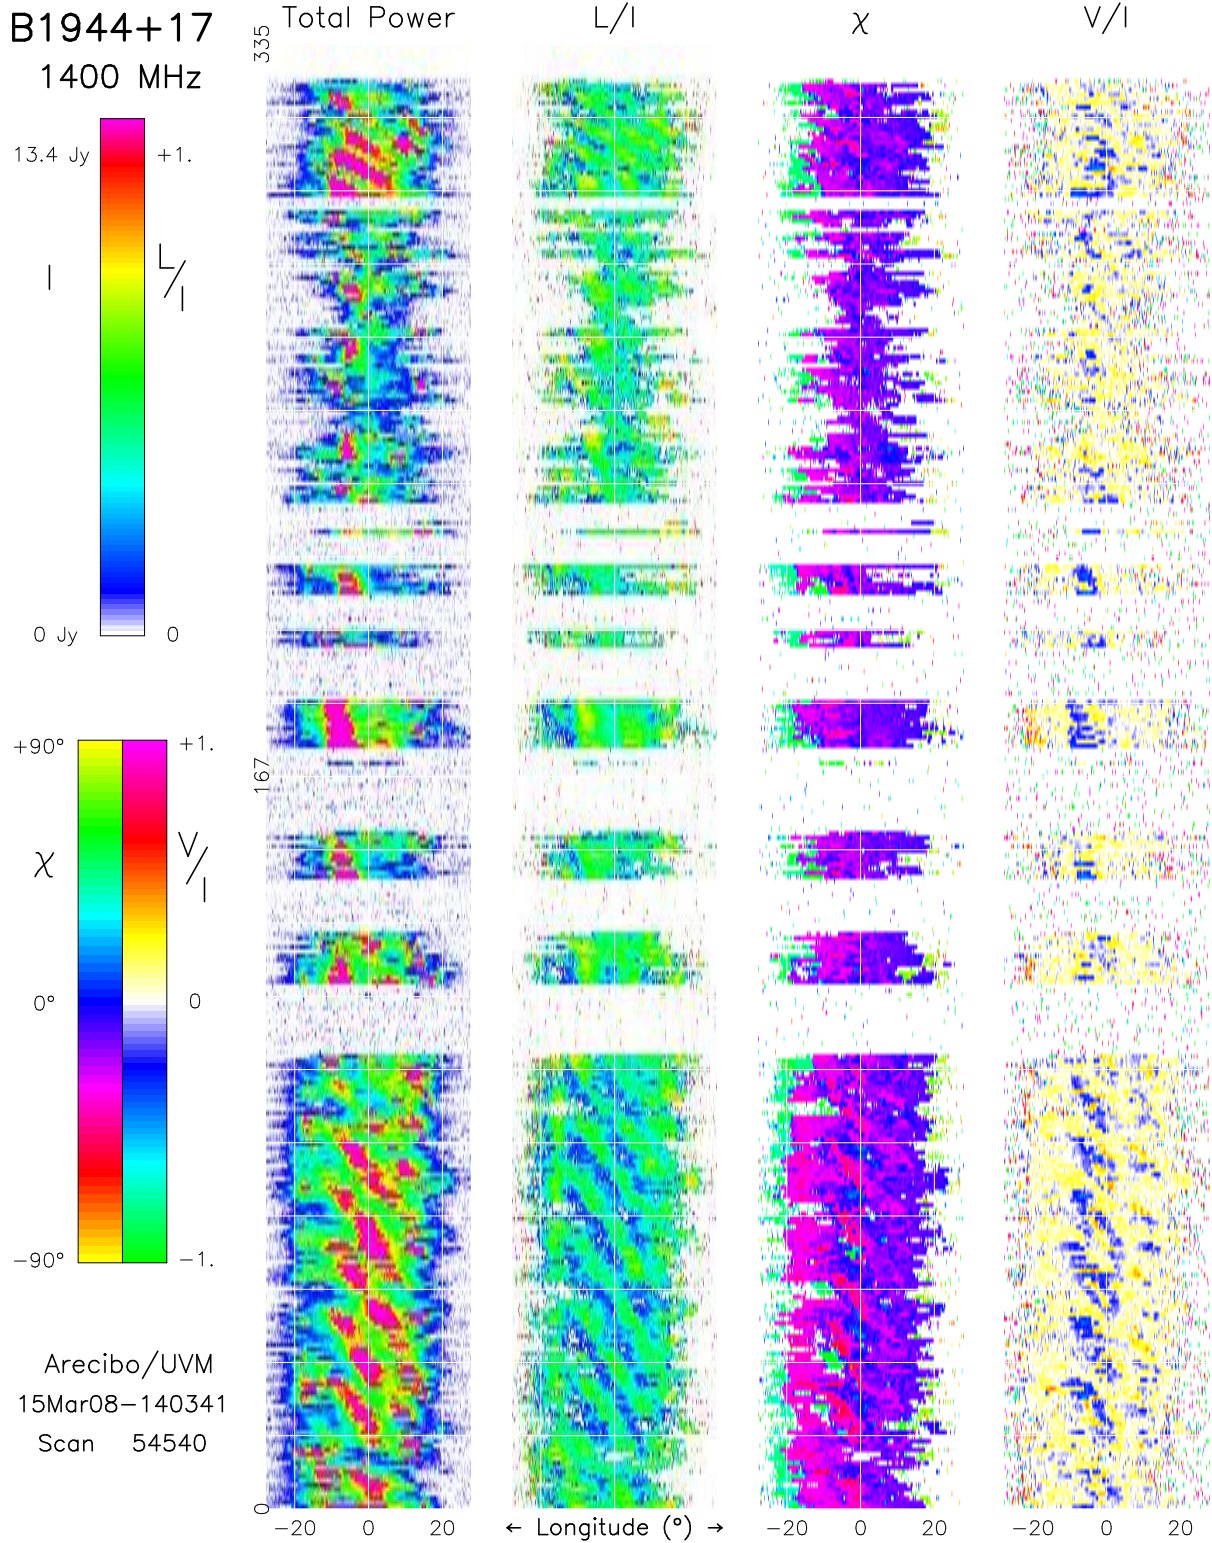 B1944+17
1400 MHz
Total Power
L/I
χ
V/I
335
13.4 Jy
+1.
I
L/I
0 Jy
0
+90°
+1.
167
χ
V/I
0°
0
−90°
−1.
Arecibo/UVM
15Mar08−140341
Scan 54540
0
−20 0 20
← Longitude (°) →
−20 0 20
−20 0 20